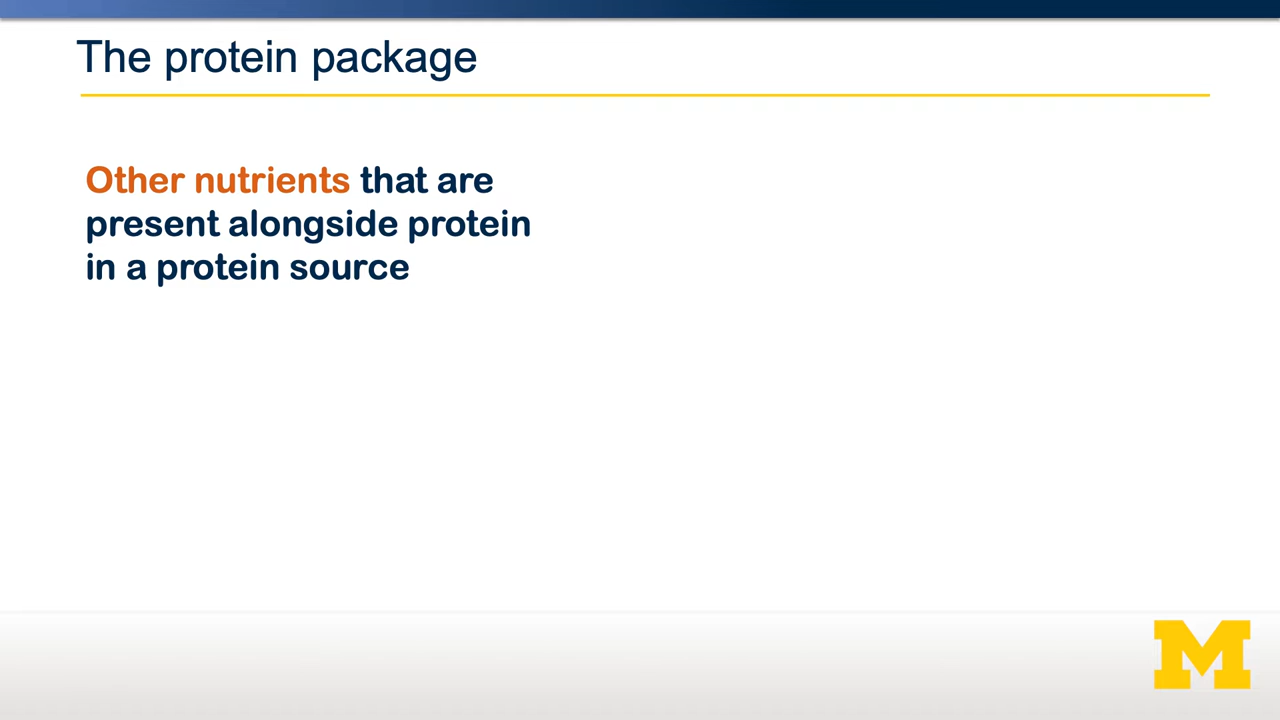 The protein package
Other nutrients that are
present alongside protein
in a protein source
M